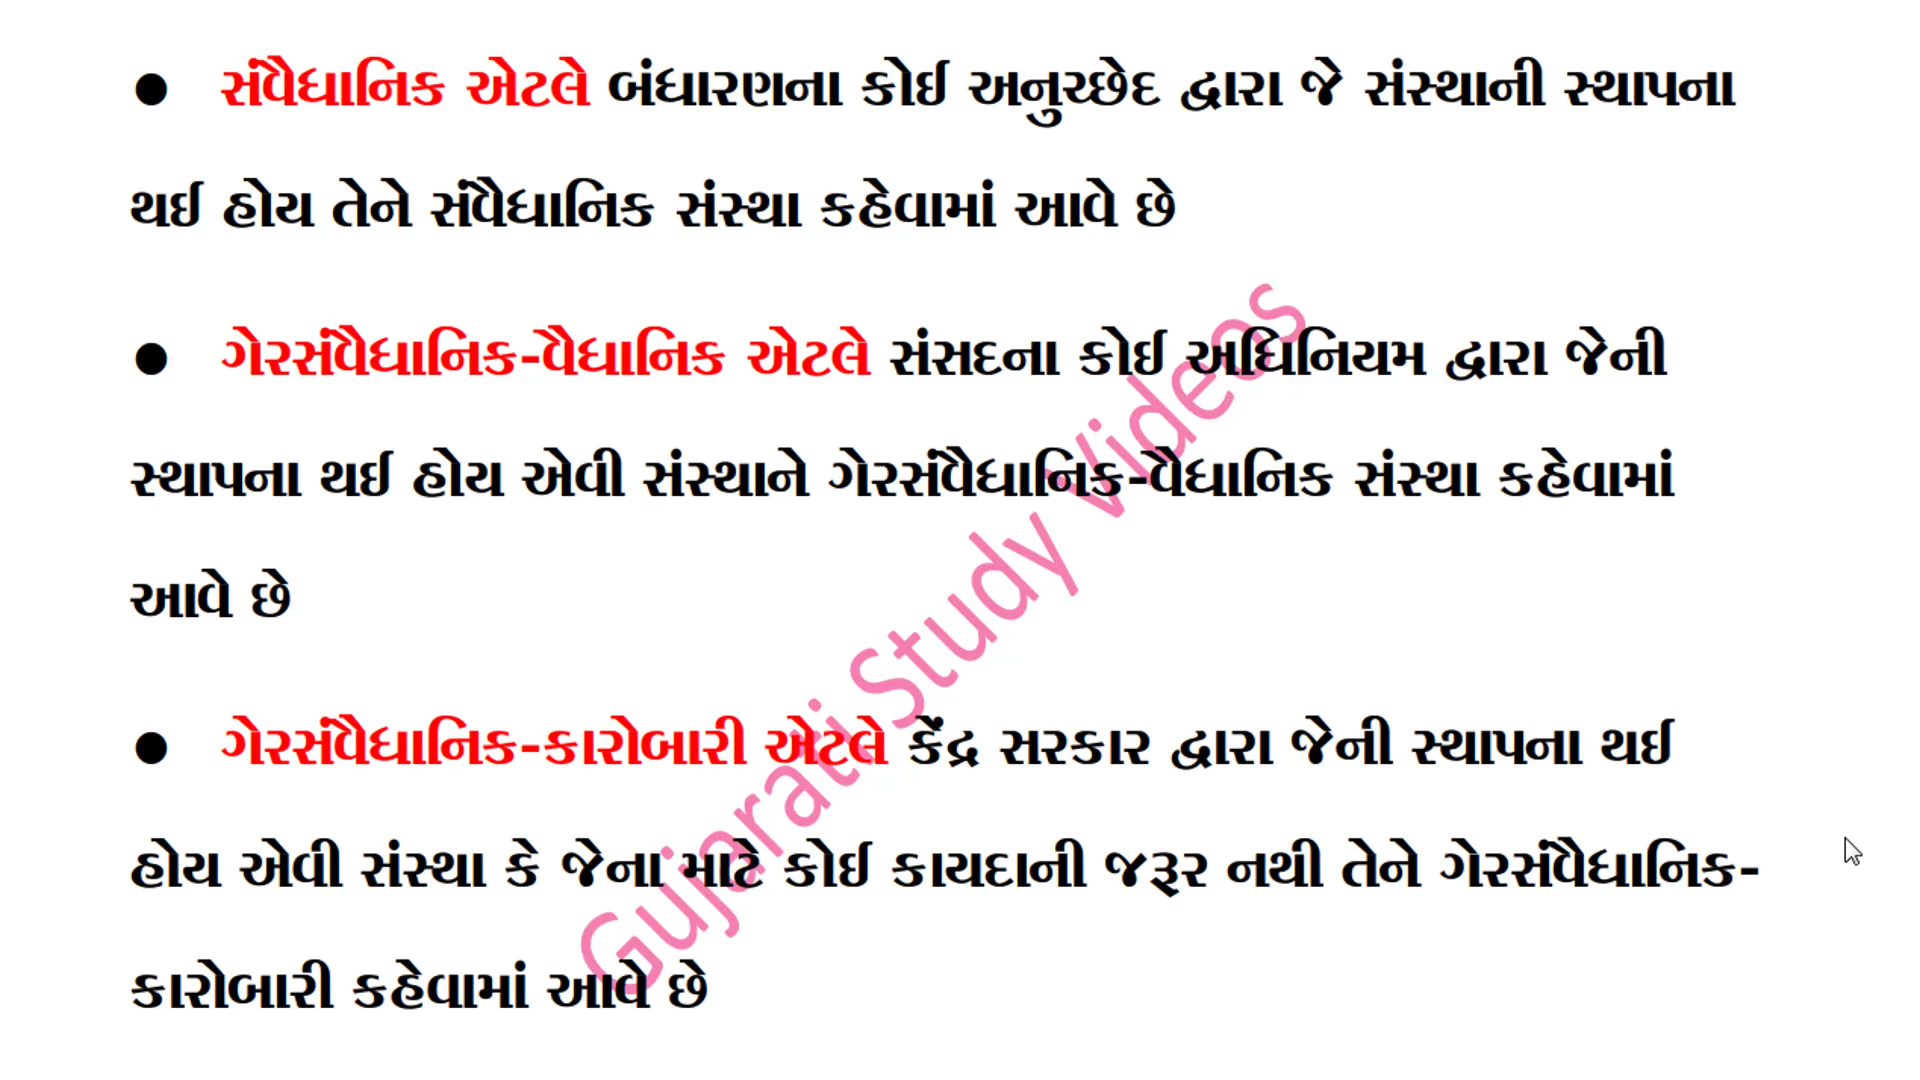 ● સંવૈધાનિક એટલે બંધારણના કોઈ અનુચ્છેદ દ્વારા જે સંસ્થાની સ્થાપના
થઈ હોય તેને સંવૈધાનિક સંસ્થા કહેવામાં આવે છે
● ગેરસંવૈધાનિક-વૈધાનિક એટલે સંસદના કોઈ અધિનિયમ દ્વારા જેની
સ્થાપના થઈ હોય એવી સંસ્થાને ગેરસંવૈધાનિક-વૈધાનિક સંસ્થા કહેવામાં
આવે છે
● ગેરસંવૈધાનિક-કારોબારી એટલે કેંદ્ર સરકાર દ્વારા જેની સ્થાપના થઈ
હોય એવી સંસ્થા કે જેના માટે કોઈ કાયદાની જરૂર નથી તેને ગેરસંવૈધાનિક-
કારોબારી કહેવામાં આવે છે
Gujarati Study Videos